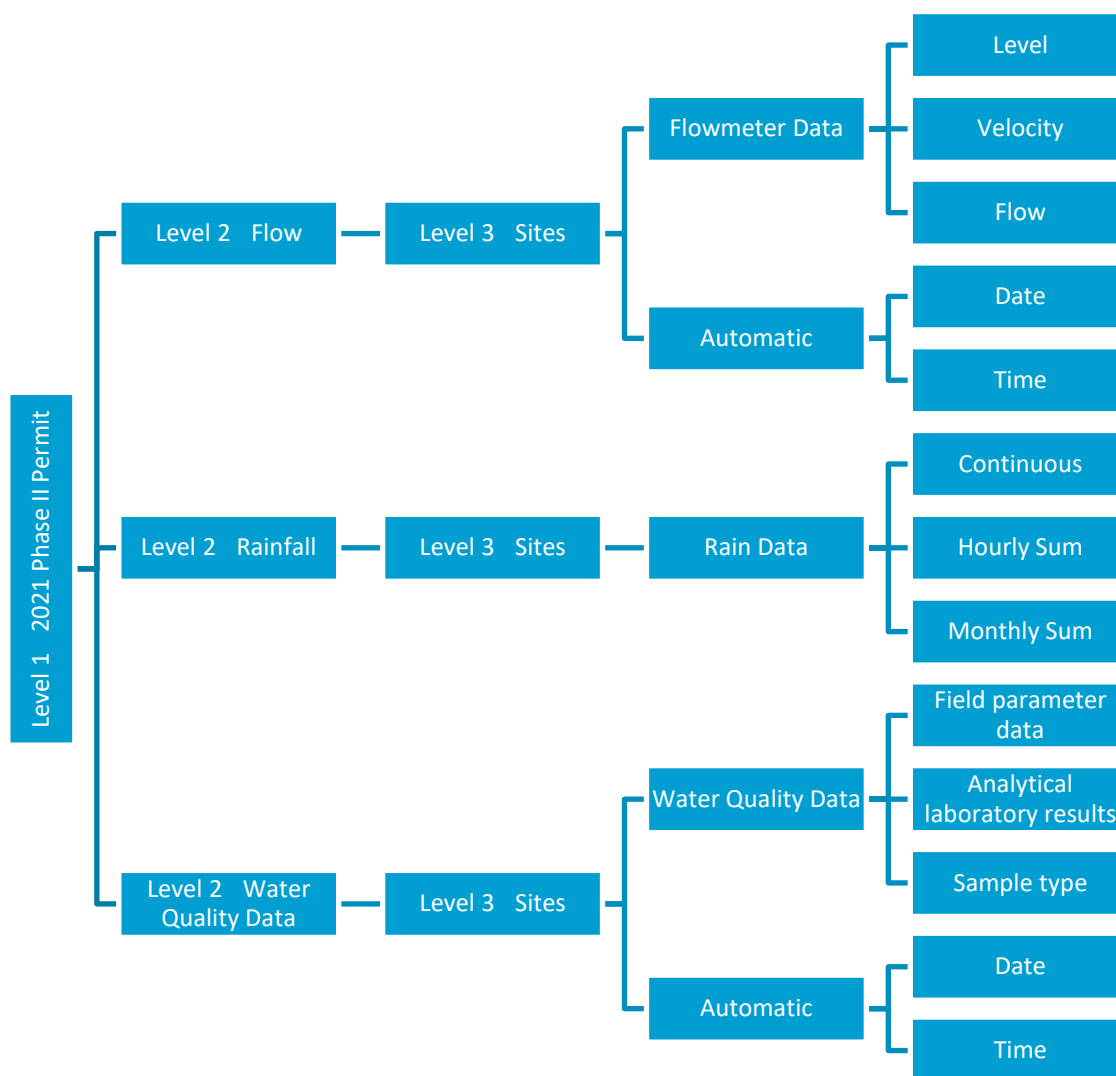 Level 1 2021 Phase II Permit
Level 2 Flow
Level 3 Sites
Flowmeter Data
Level
Velocity
Flow
Automatic
Date
Time
Level 2 Rainfall
Level 3 Sites
Rain Data
Continuous
Hourly Sum
Monthly Sum
Level 2 Water
Quality Data
Level 3 Sites
Water Quality Data
Field parameter
data
Analytical
laboratory results
Sample type
Automatic
Date
Time